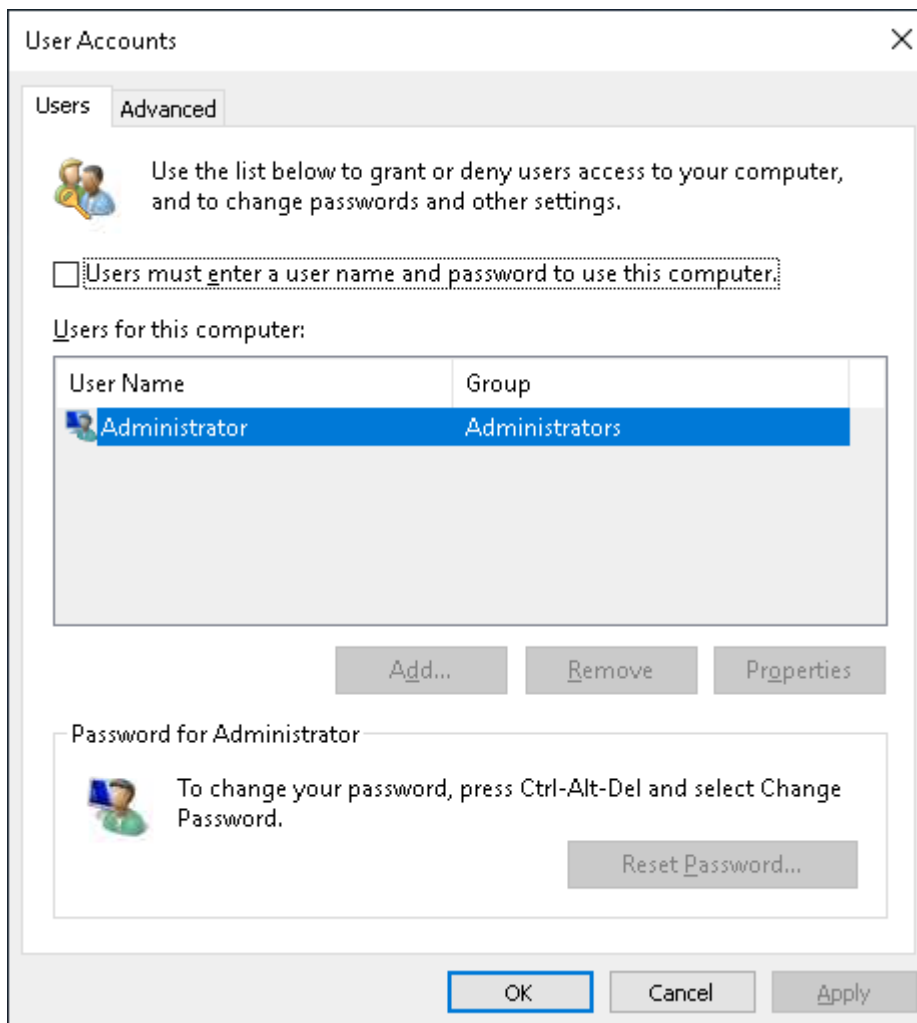 User Accounts
Users
Advanced
Use the list below to grant or deny users access to your computer,
and to change passwords and other settings.
Users must enter a user name and password to use this computer.
Users for this computer:
User Name
Group
Administrator
Administrators
Add...
Remove
Properties
Password for Administrator
To change your password, press Ctrl-Alt-Del and select Change
Password.
Reset Password...
OK
Cancel
Apply